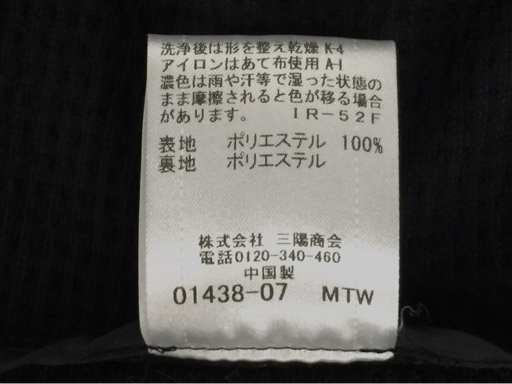 洗浄後は形を整え乾燥 K-4
アイロンはあて布使用 A-1
濃色は雨や汗等で湿った状態の
まま摩擦されると色が移る場合
があります。 IR-52F
表地 ポリエステル 100%
裏地 ポリエステル
株式会社 三陽商会
電話0120-340-460
中国製
01438-07 MTW